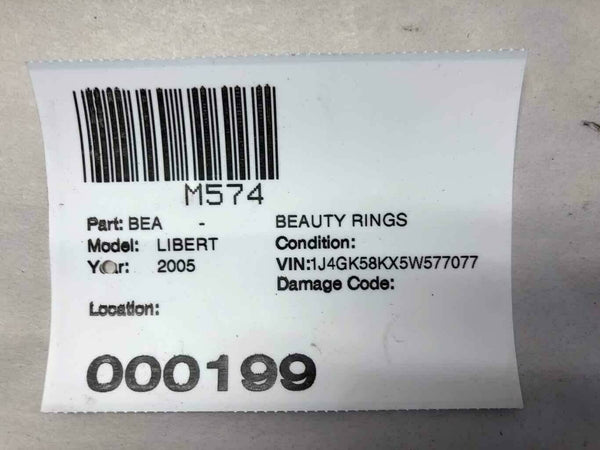 M574
Part: BEA - BEAUTY RINGS
Model: LIBERT Condition:
Year: 2005 VIN:1J4GK58KX5W577077
Damage Code:
Location:
000199